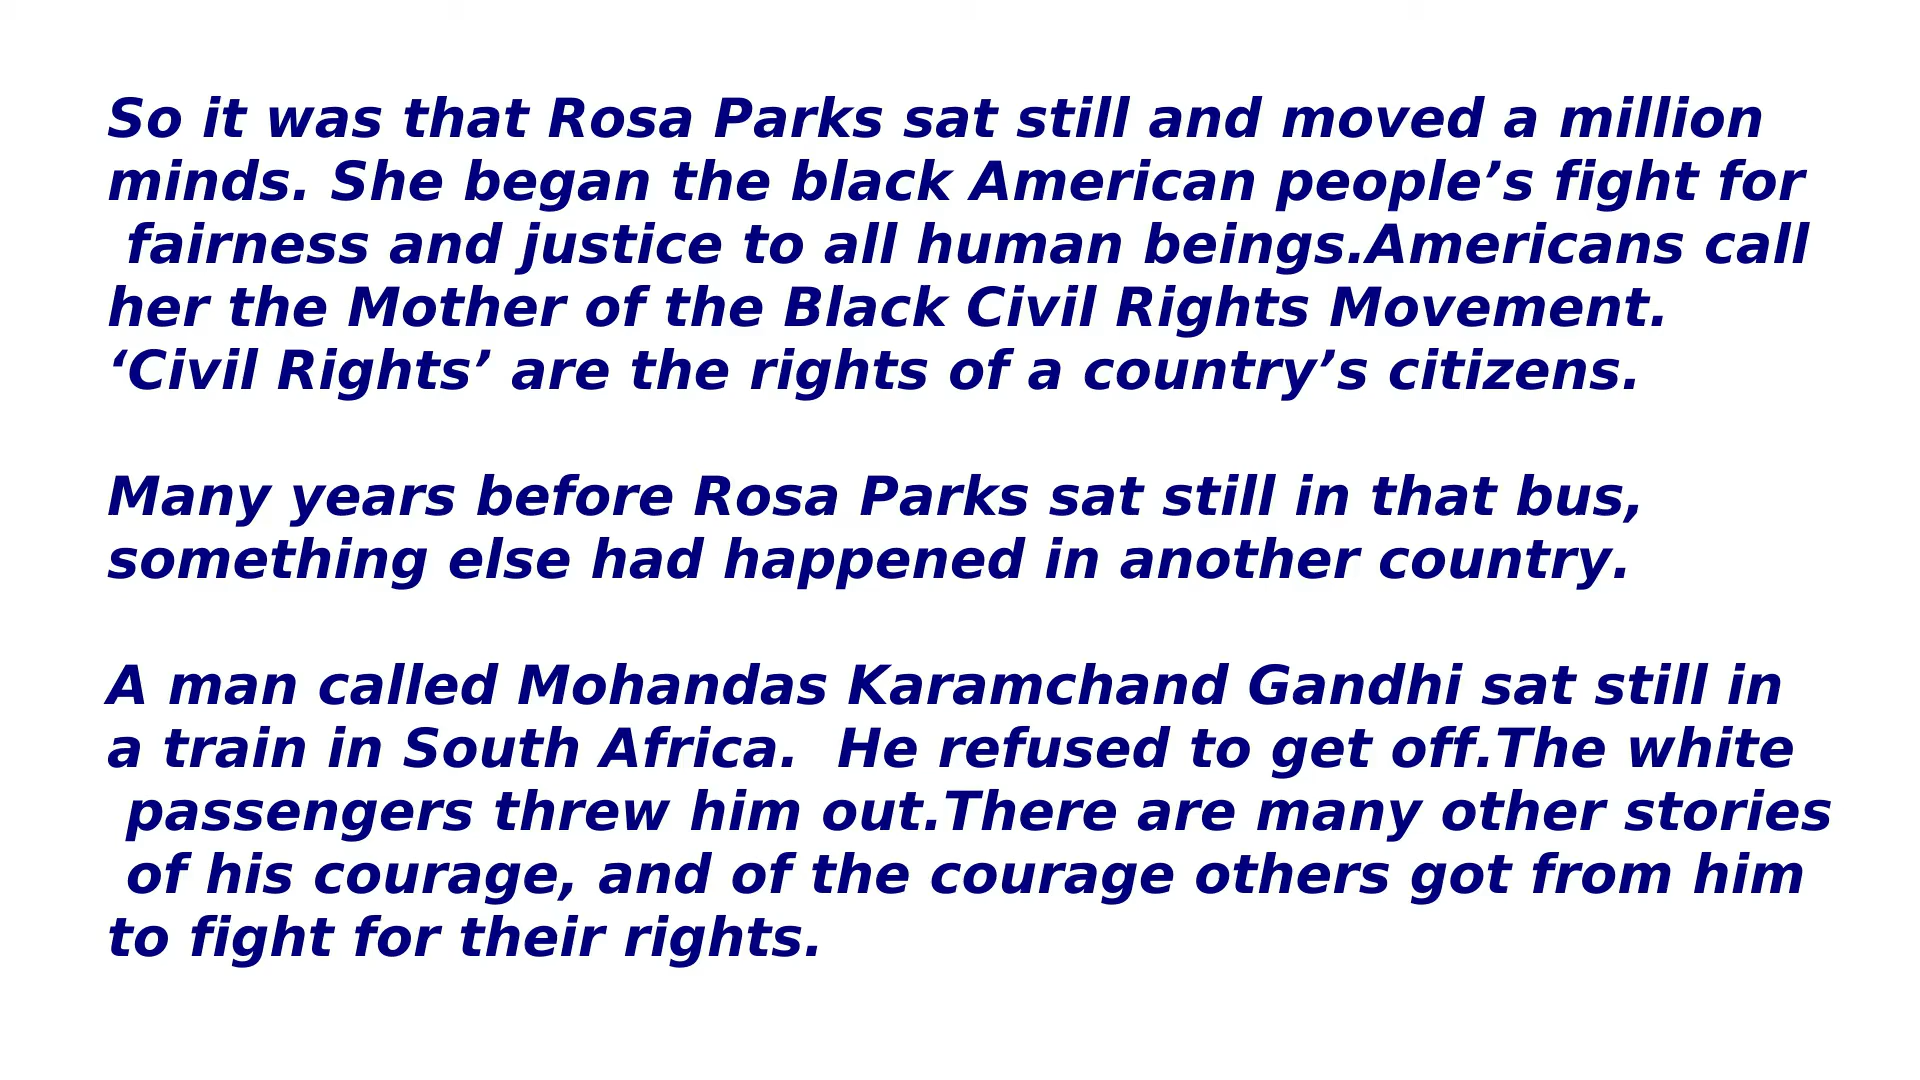 So it was that Rosa Parks sat still and moved a million
minds. She began the black American people’s fight for
fairness and justice to all human beings.Americans call
her the Mother of the Black Civil Rights Movement.
‘Civil Rights’ are the rights of a country’s citizens.
Many years before Rosa Parks sat still in that bus,
something else had happened in another country.
A man called Mohandas Karamchand Gandhi sat still in
a train in South Africa.  He refused to get off.The white
passengers threw him out.There are many other stories
of his courage, and of the courage others got from him
to fight for their rights.